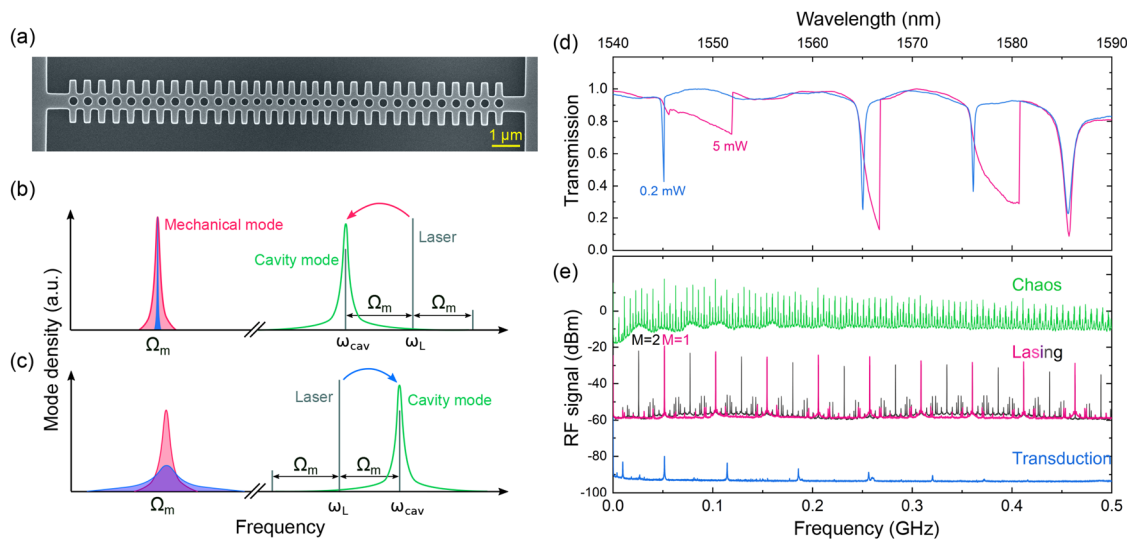 (a)
1 μm
(b)
Mechanical mode
Cavity mode
Laser
Ωm
Ωm
Ωm
ωcav
ωL
Mode density (a.u.)
(c)
Laser
Cavity mode
Ωm
Ωm
Ωm
ωL
ωcav
Frequency
(d)
Wavelength (nm)
1540 1550 1560 1570 1580 1590
Transmission
1.0
0.8
0.6
0.4
0.2
0.0
5 mW
0.2 mW
(e)
RF signal (dBm)
0
-20
-40
-60
-80
-100
Chaos
M=2 M=1
Lasing
Transduction
0.0 0.1 0.2 0.3 0.4 0.5
Frequency (GHz)